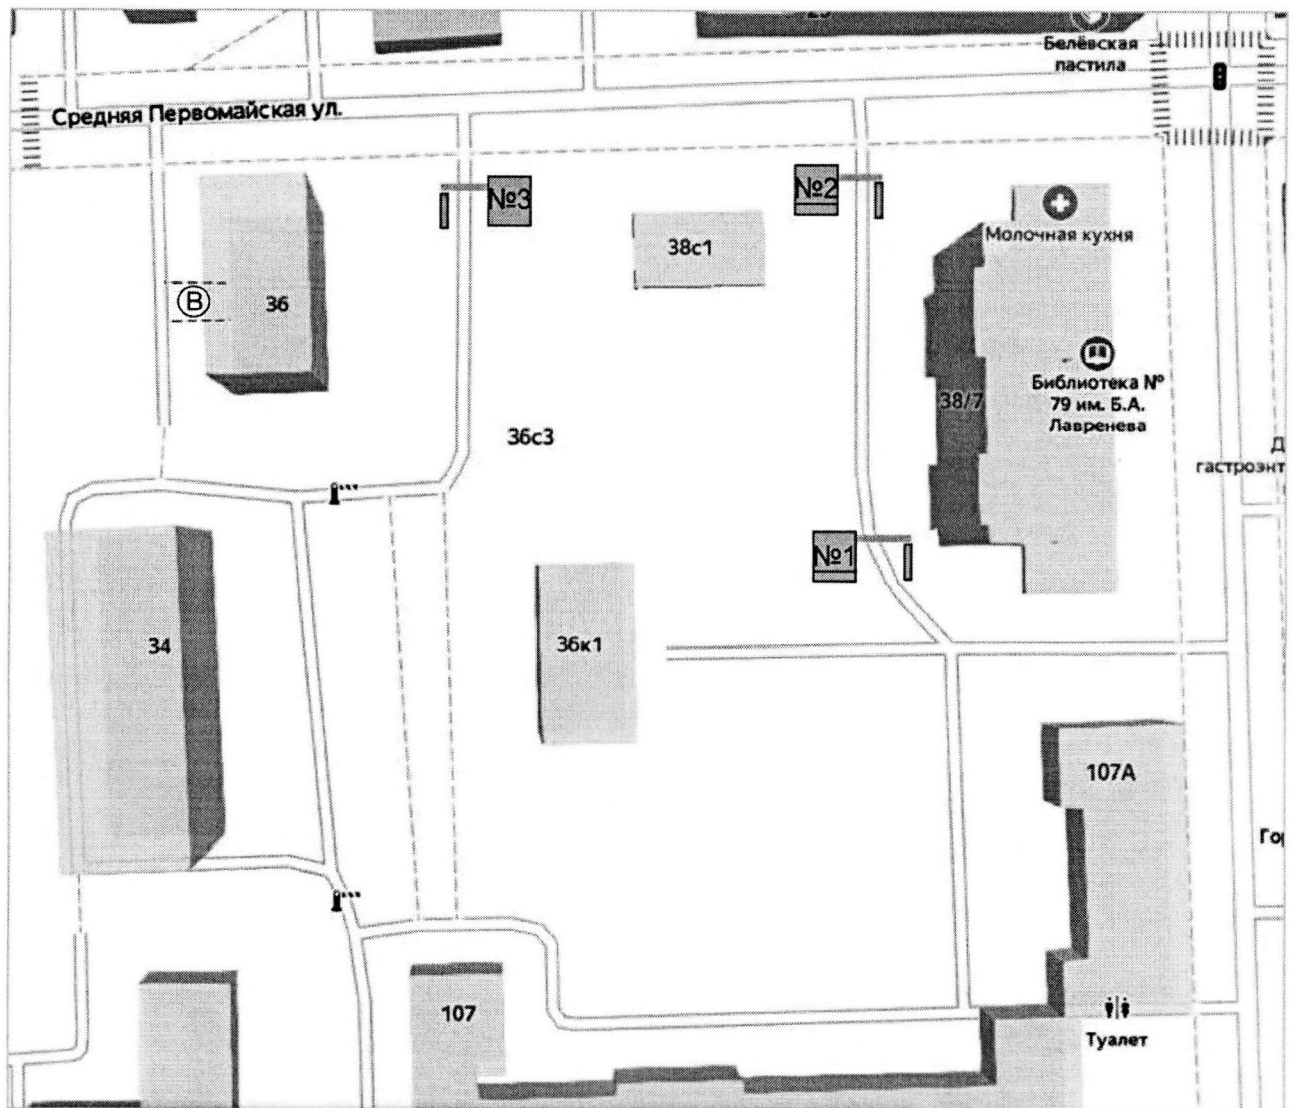 Белёвская
пастила
Средняя Первомайская ул.
№3
№2
38с1
Молочная кухня
В
36
Библиотека №
79 им. Б.А.
Лавренева
38/7
36с3
гастроэнт
№1
34
36к1
107А
107
Туалет